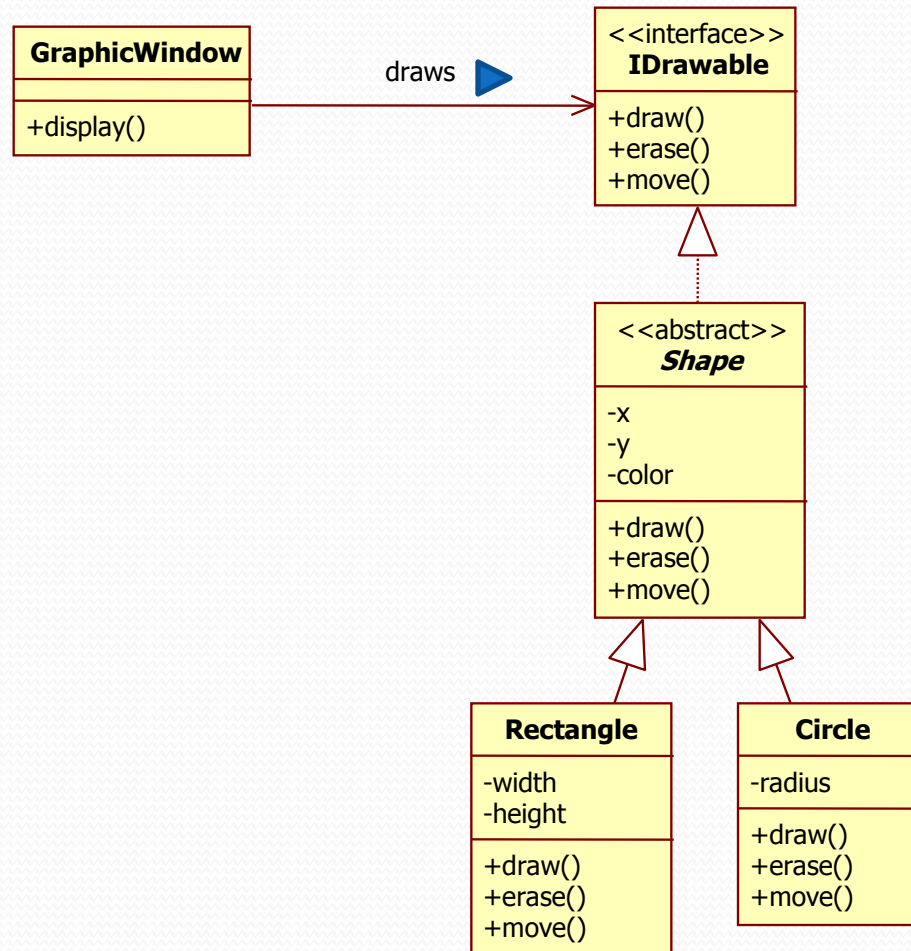 GraphicWindow
+display()
draws
<<interface>>
IDrawable
+draw()
+erase()
+move()
<<abstract>>
Shape
-x
-y
-color
+draw()
+erase()
+move()
Rectangle
-width
-height
+draw()
+erase()
+move()
Circle
-radius
+draw()
+erase()
+move()